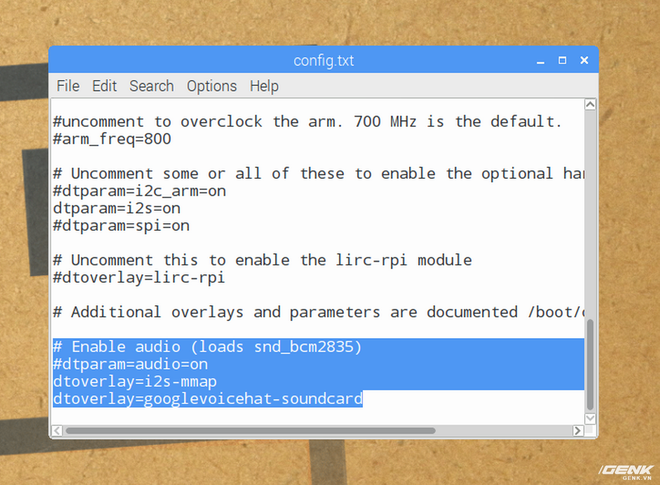 config.txt
File Edit Search Options Help
#uncomment to overclock the arm. 700 MHz is the default.
#arm_freq=800
# Uncomment some or all of these to enable the optional
#dtparam=i2c_arm=on
dtparam=i2s=on
#dtparam=spi=on
# Uncomment this to enable the lirc-rpi module
#dtoverlay=lirc-rpi
# Additional overlays and parameters are documented /boot/
# Enable audio (loads snd_bcm2835)
#dtparam=audio=on
dtoverlay=i2s-mmap
dtoverlay=googlevoicehat-soundcard
GENK
GENK.VN